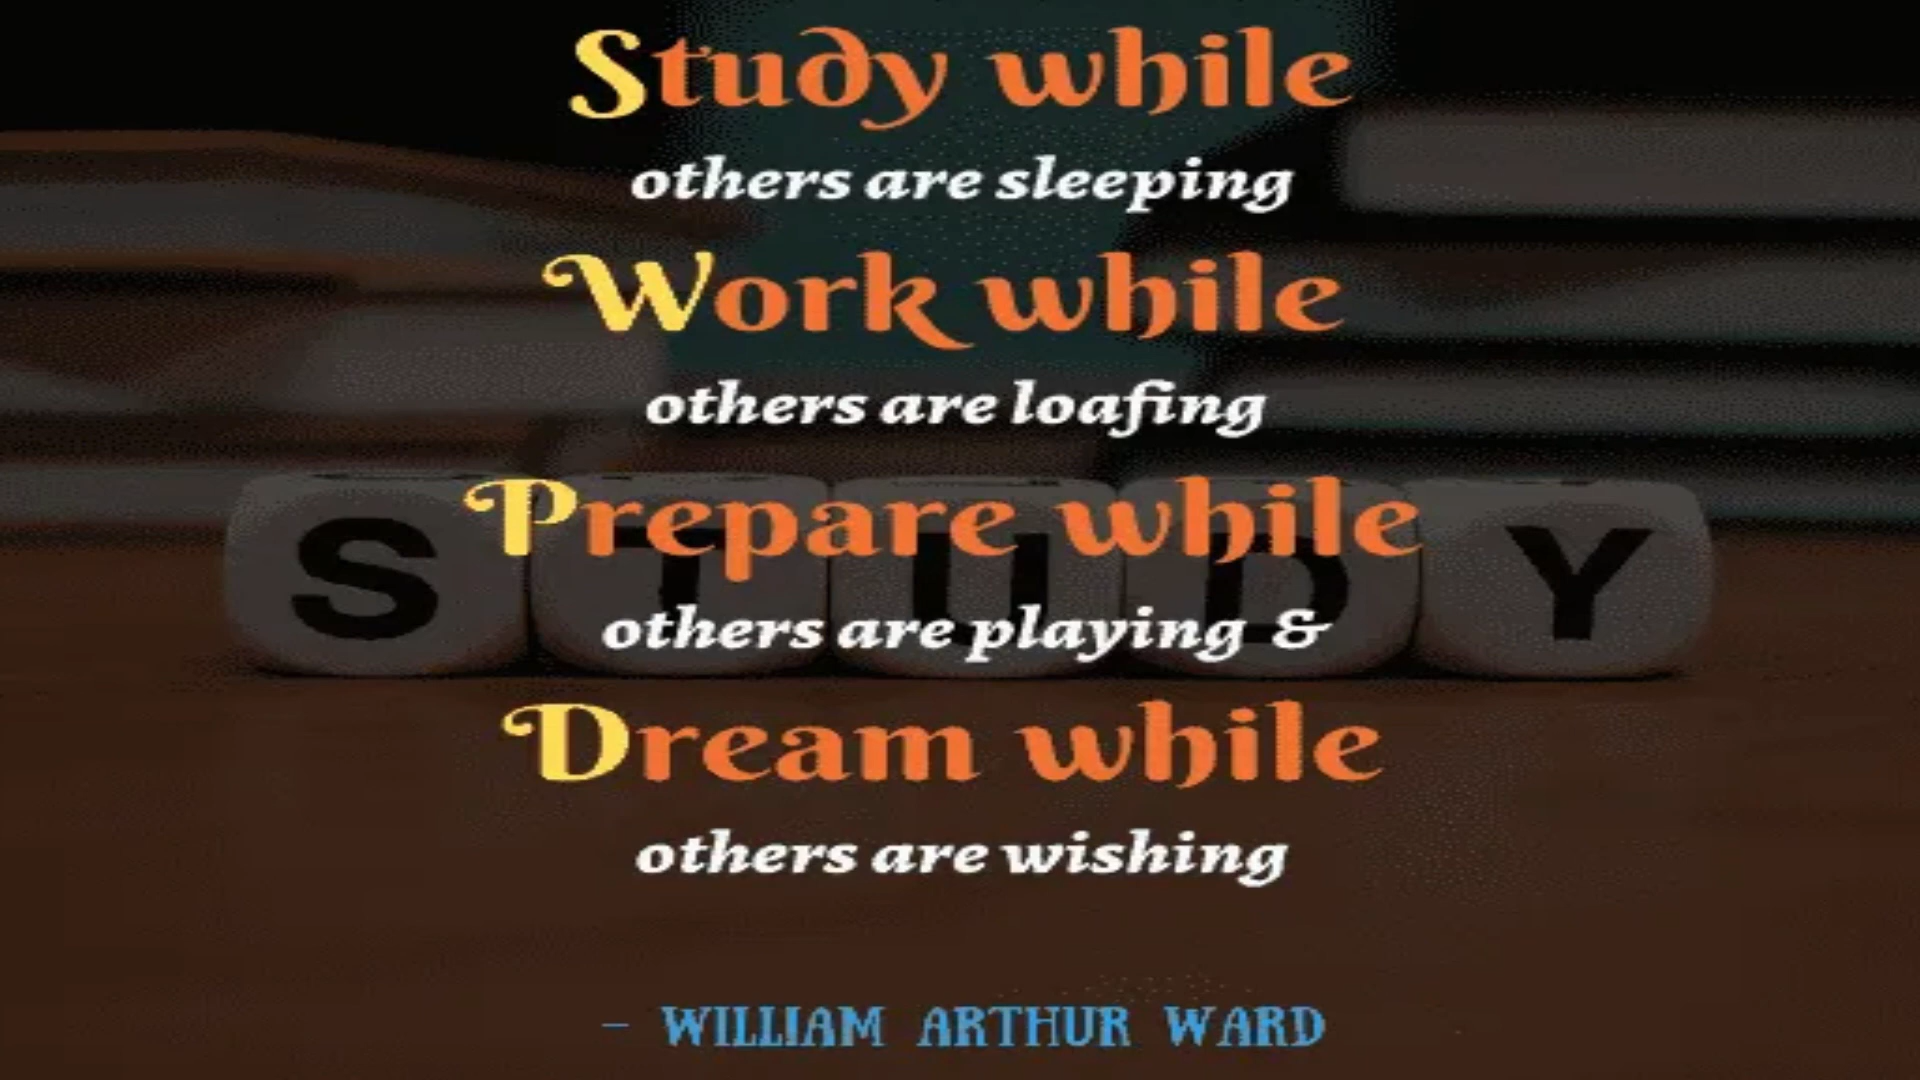 Study while
others are sleeping
Work while
others are loafing
Prepare while
others are playing &
Dream while
others are wishing
- WILLIAM ARTHUR WARD
STUDY